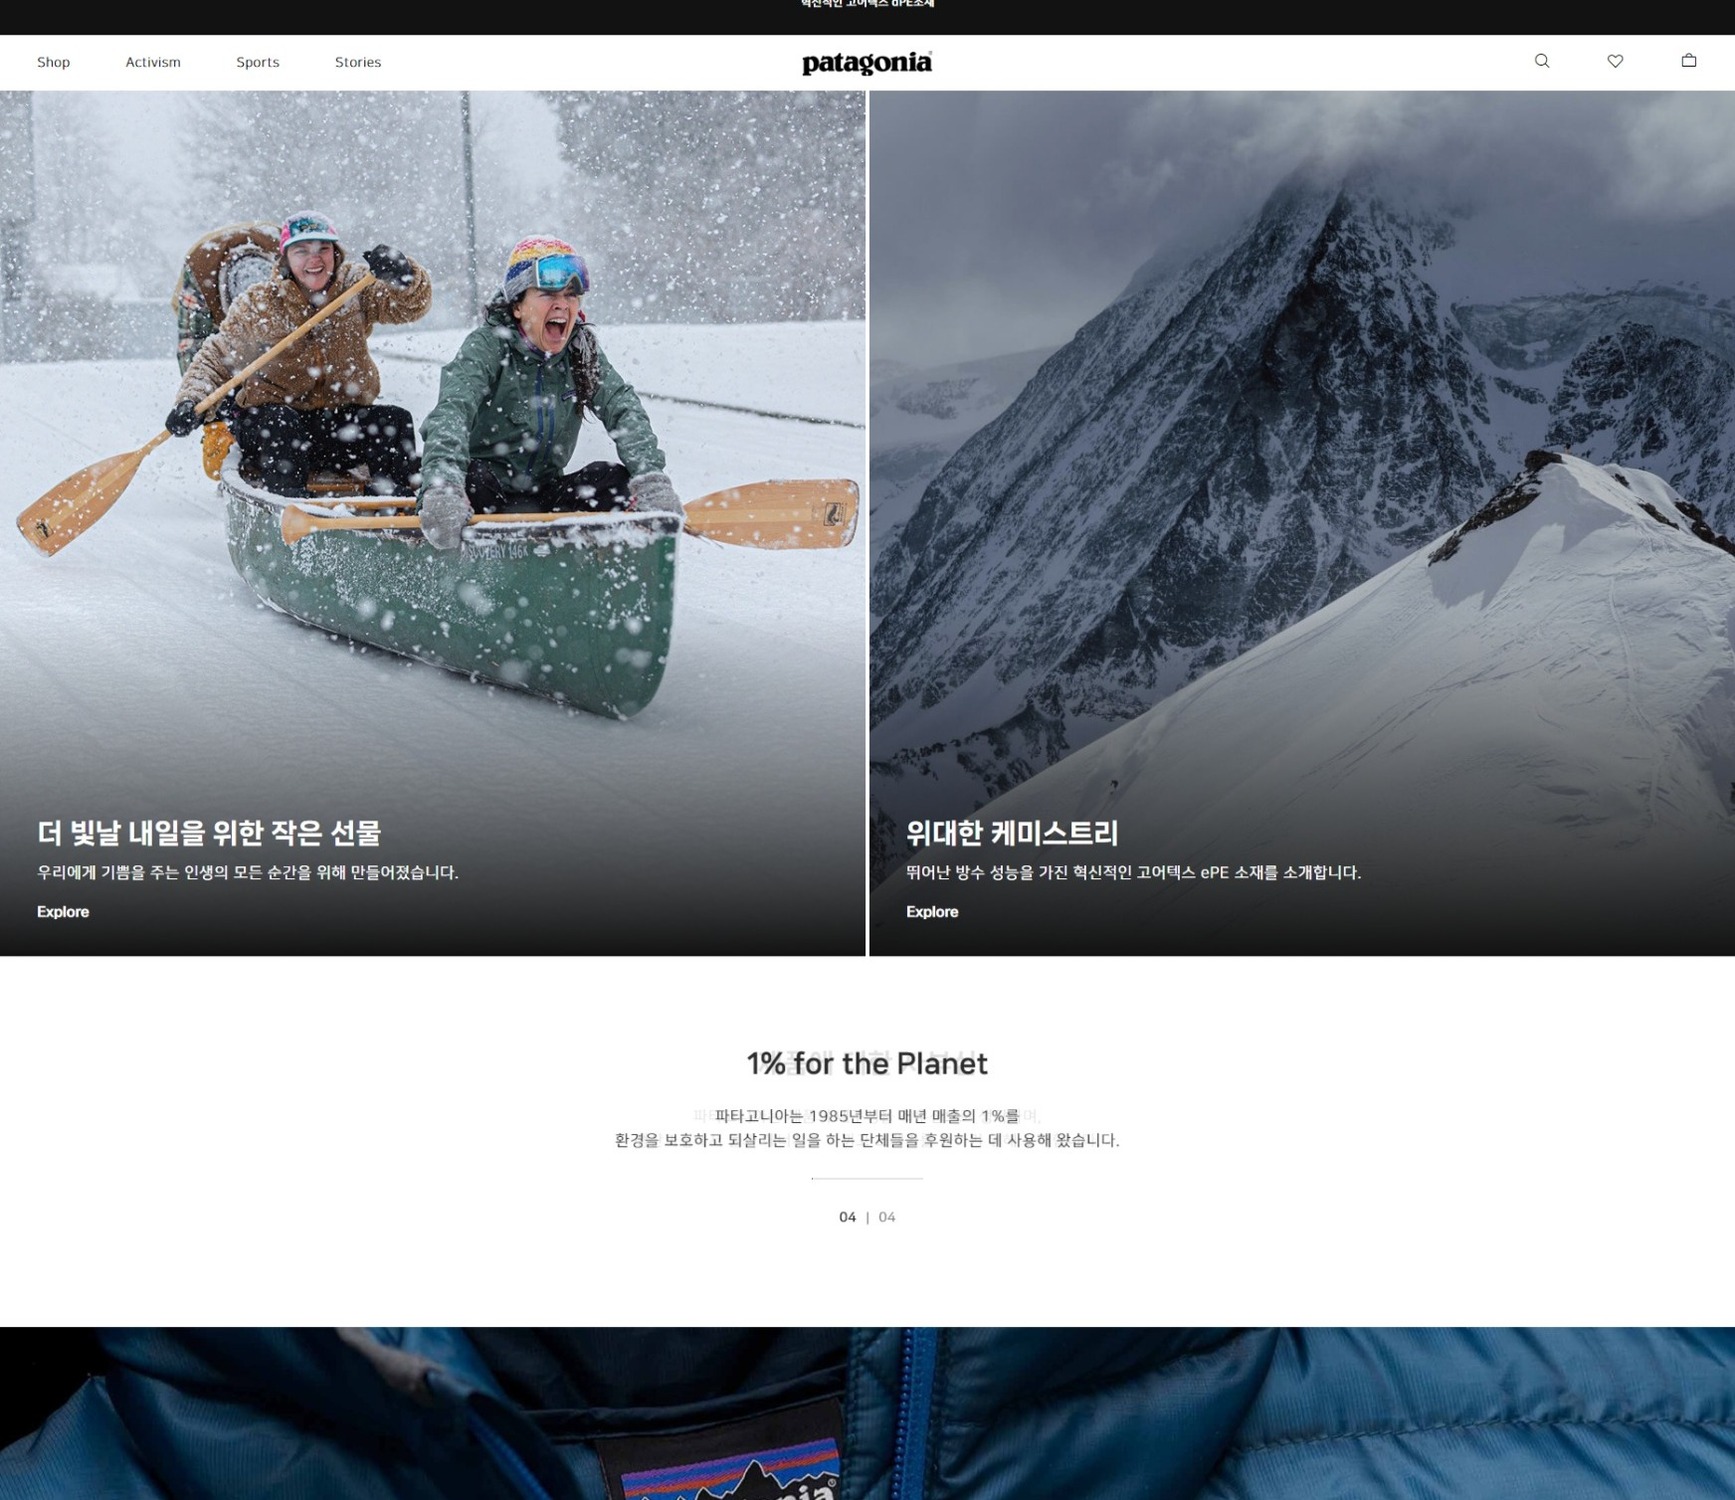 혁신적인 고어텍스 ePE소재
Shop
Activism
Sports
Stories
patagonia
더 빛날 내일을 위한 작은 선물
우리에게 기쁨을 주는 인생의 모든 순간을 위해 만들어졌습니다.
Explore
위대한 케미스트리
뛰어난 방수 성능을 가진 혁신적인 고어텍스 ePE 소재를 소개합니다.
Explore
1% for the Planet
파타고니아는 1985년부터 매년 매출의 1%를
환경을 보호하고 되살리는 일을 하는 단체들을 후원하는 데 사용해 왔습니다.
04 | 04